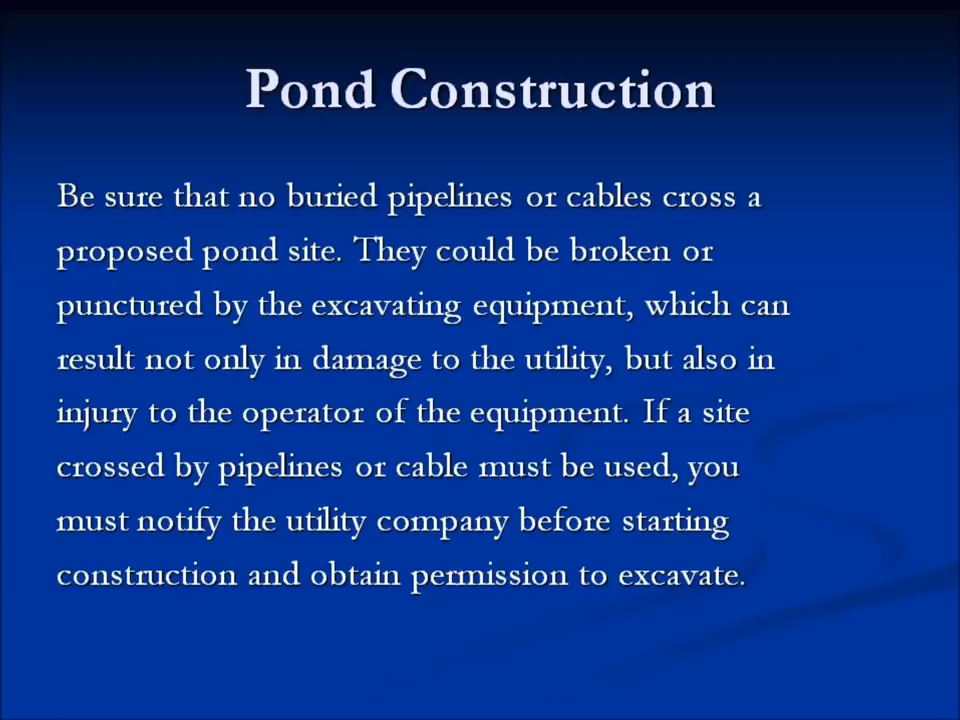 Pond Construction
Be sure that no buried pipelines or cables cross a
proposed pond site. They could be broken or
punctured by the excavating equipment, which can
result not only in damage to the utility, but also in
injury to the operator of the equipment. If a site
crossed by pipelines or cable must be used, you
must notify the utility company before starting
construction and obtain permission to excavate.